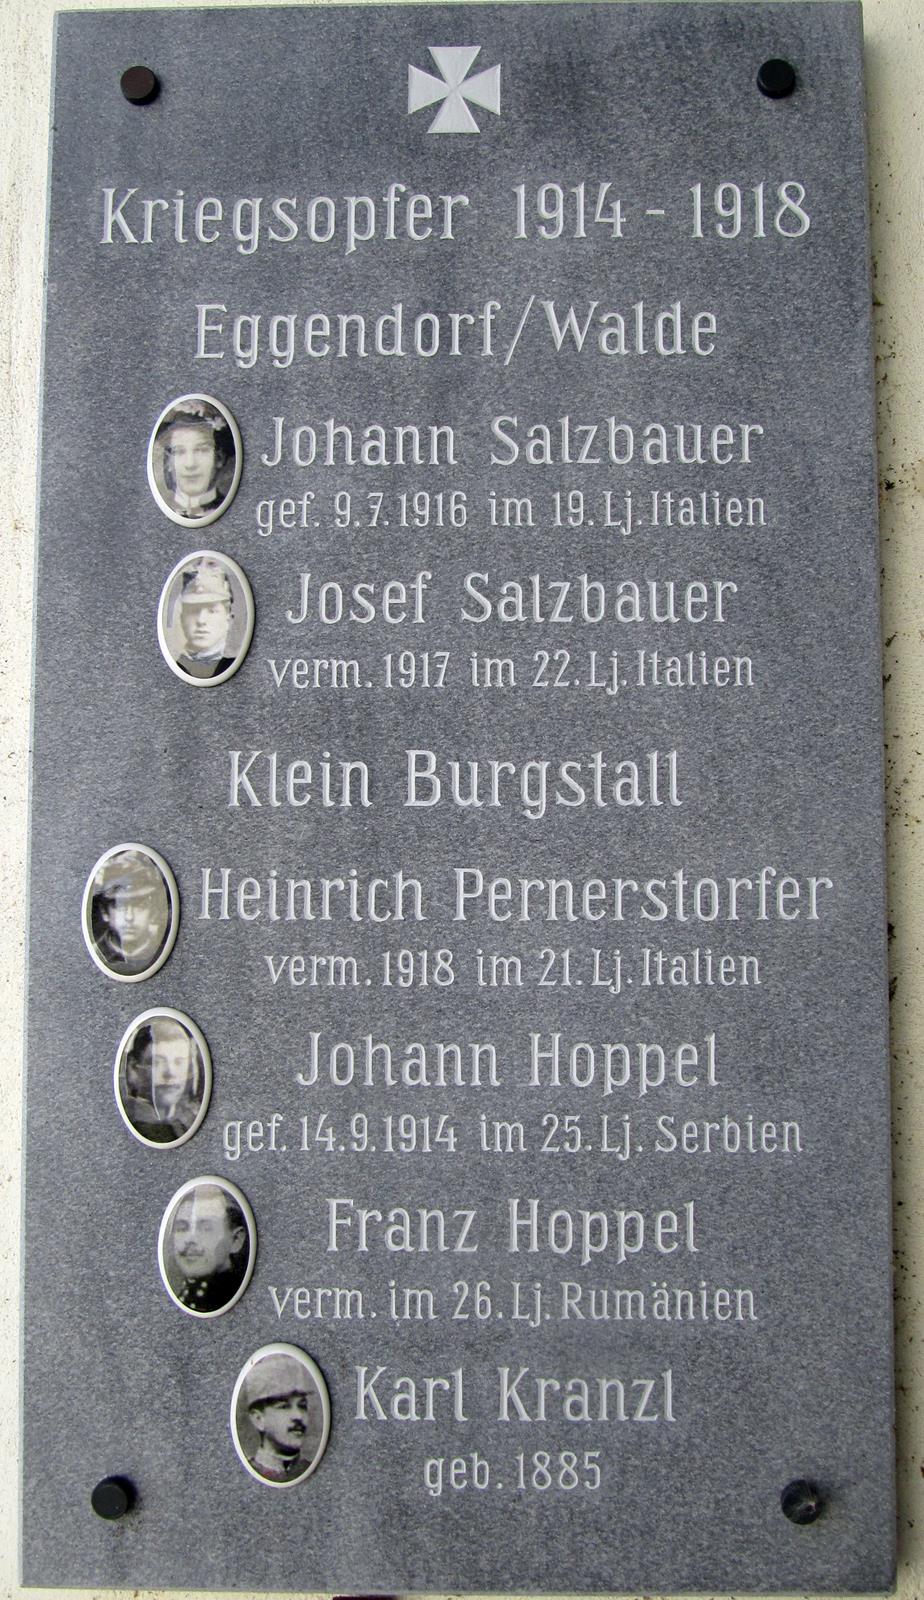 Kriegsopfer 1914 - 1918
Eggendorf/Walde
Johann Salzbauer
gef. 9.7.1916 im 19.Lj.Italien
Josef Salzbauer
verm.1917 im 22.Lj.Italien
Klein Burgstall
Heinrich Pernerstorfer
verm.1918 im 21.Lj.Italien
Johann Hoppel
gef.14.9.1914 im 25.Lj.Serbien
Franz Hoppel
verm.im 26.Lj.Rumänien
Karl Kranzl
geb.1885